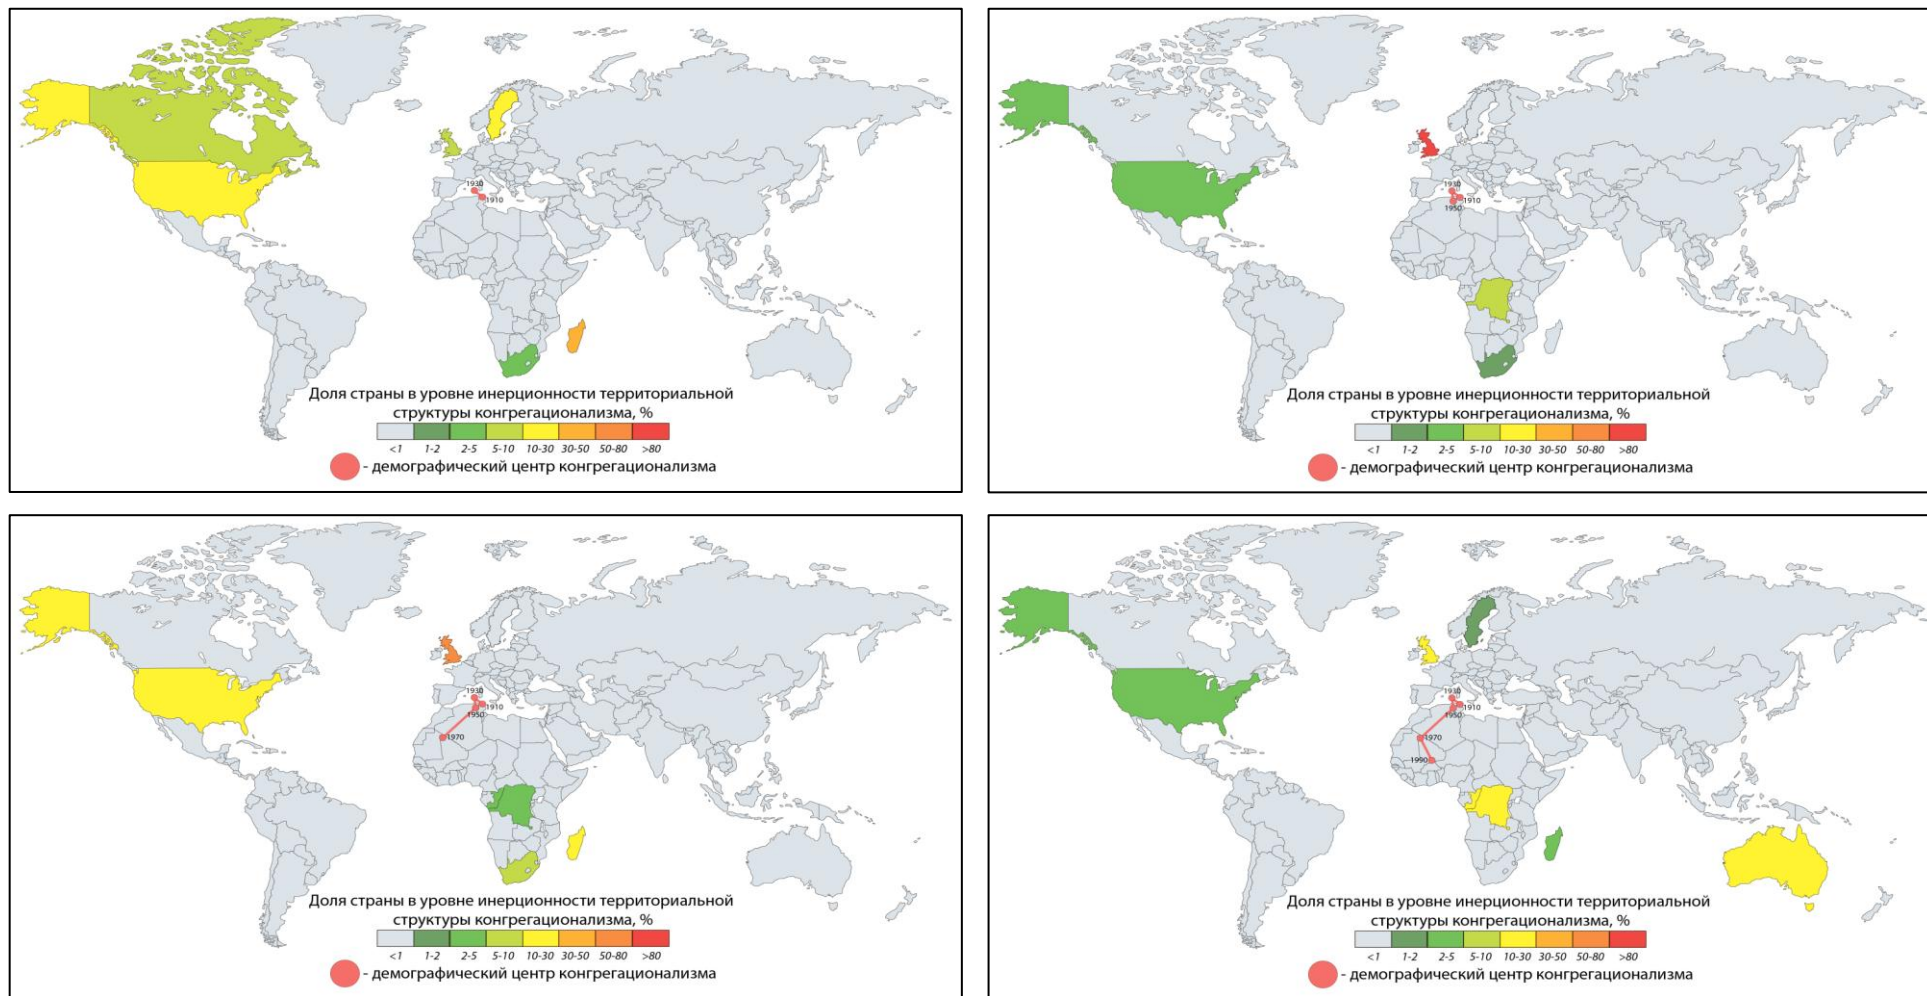 1930
1910
Доля страны в уровне инерционности территориальной
структуры конгрегационализма, %
<1 1-2 2-5 5-10 10-30 30-50 50-80 >80
- демографический центр конгрегационализма
1930
1910
1950
Доля страны в уровне инерционности территориальной
структуры конгрегационализма, %
<1 1-2 2-5 5-10 10-30 30-50 50-80 >80
- демографический центр конгрегационализма
1930
1910
1950
1970
Доля страны в уровне инерционности территориальной
структуры конгрегационализма, %
<1 1-2 2-5 5-10 10-30 30-50 50-80 >80
- демографический центр конгрегационализма
1930
1910
1950
1970
1990
Доля страны в уровне инерционности территориальной
структуры конгрегационализма, %
<1 1-2 2-5 5-10 10-30 30-50 50-80 >80
- демографический центр конгрегационализма